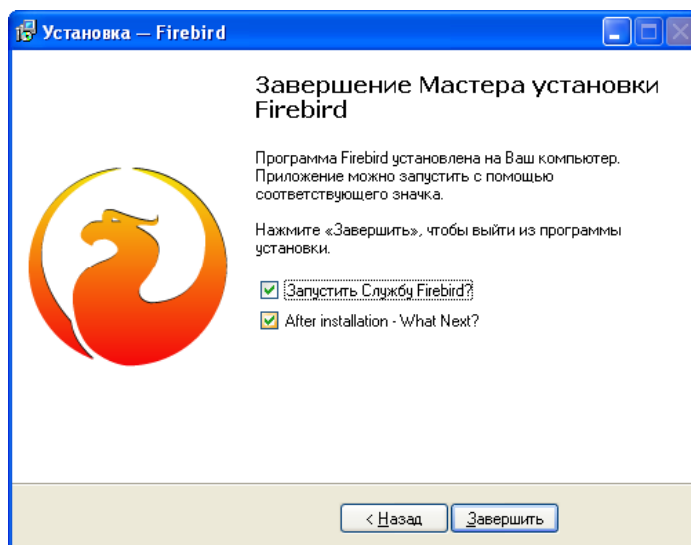 Установка — Firebird
Завершение Мастера установки
Firebird
Программа Firebird установлена на Ваш компьютер.
Приложение можно запустить с помощью
соответствующего значка.
Нажмите «Завершить», чтобы выйти из программы
установки.
Запустить Службу Firebird?
After installation - What Next?
< Назад
Завершить